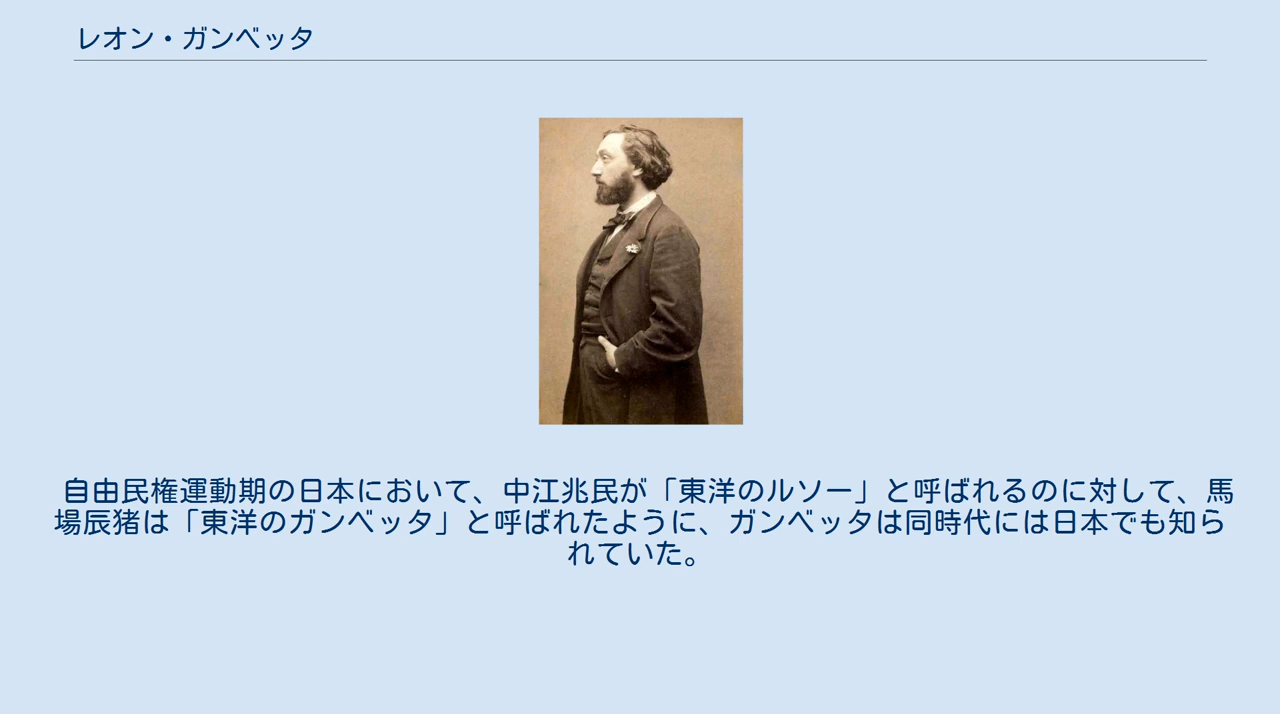 レオン・ガンベッタ
自由民権運動期の日本において、中江兆民が「東洋のルソー」と呼ばれるのに対して、馬
場辰猪は「東洋のガンベッタ」と呼ばれたように、ガンベッタは同時代には日本でも知ら
れていた。